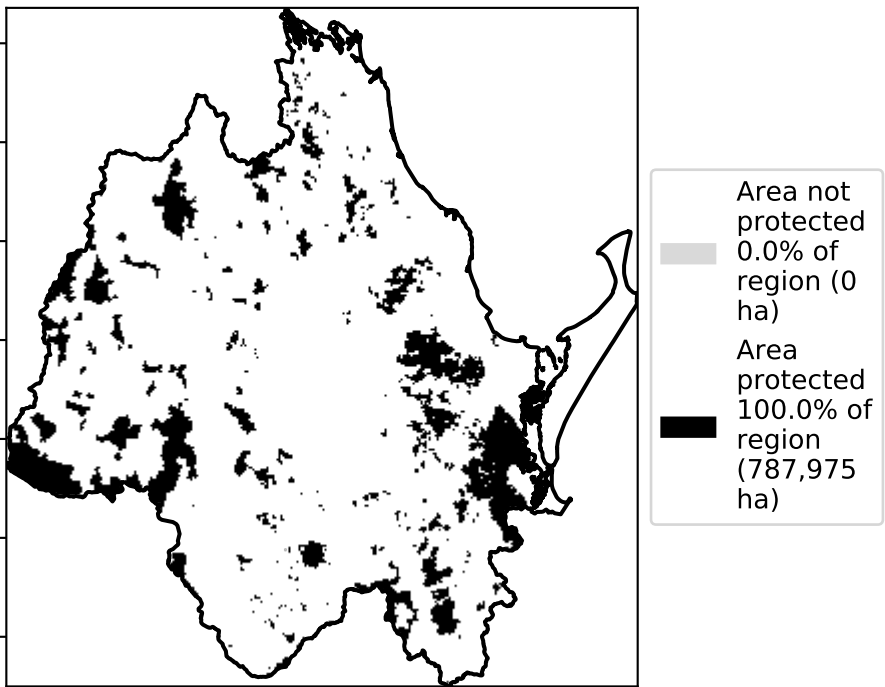 Area not
protected
0.0% of
region (0
ha)
Area
protected
100.0% of
region
(787,975
ha)